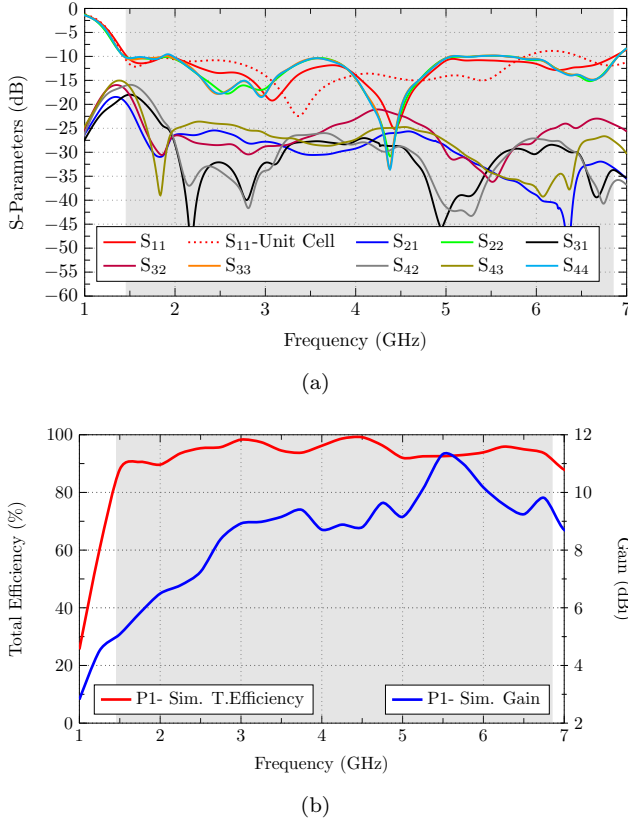 0
−5
−10
−15
−20
−25
−30
−35
−40
−45
−50
−55
−60
S-Parameters (dB)
S11 S11-Unit Cell S21 S22 S31
S32 S33 S42 S43 S44
1 2 3 4 5 6 7
Frequency (GHz)
(a)
100
80
60
40
20
0
Total Efficiency (%)
12
10
8
6
4
2
Gain (dBi)
P1- Sim. T.Efficiency P1- Sim. Gain
1 2 3 4 5 6 7
Frequency (GHz)
(b)